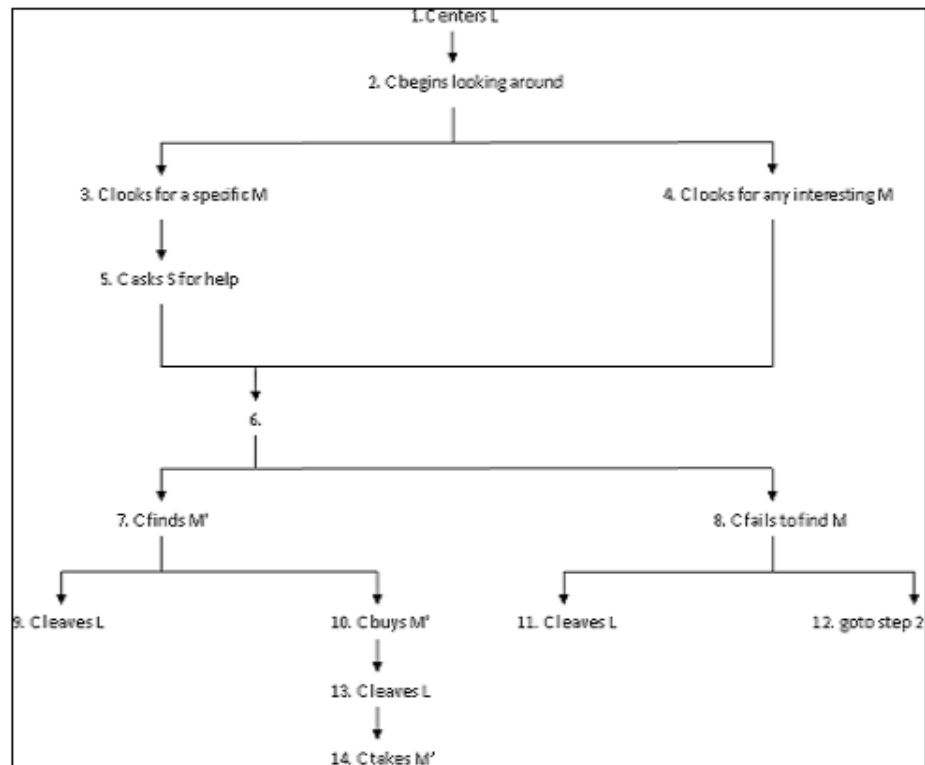 1. C enters L
2. C begins looking around
3. C looks for a specific M
4. C looks for any interesting M
5. C asks S for help
6.
7. C finds M'
8. C fails to find M
9. C leaves L
10. C buys M'
11. C leaves L
12. goto step 2
13. C leaves L
14. C takes M'